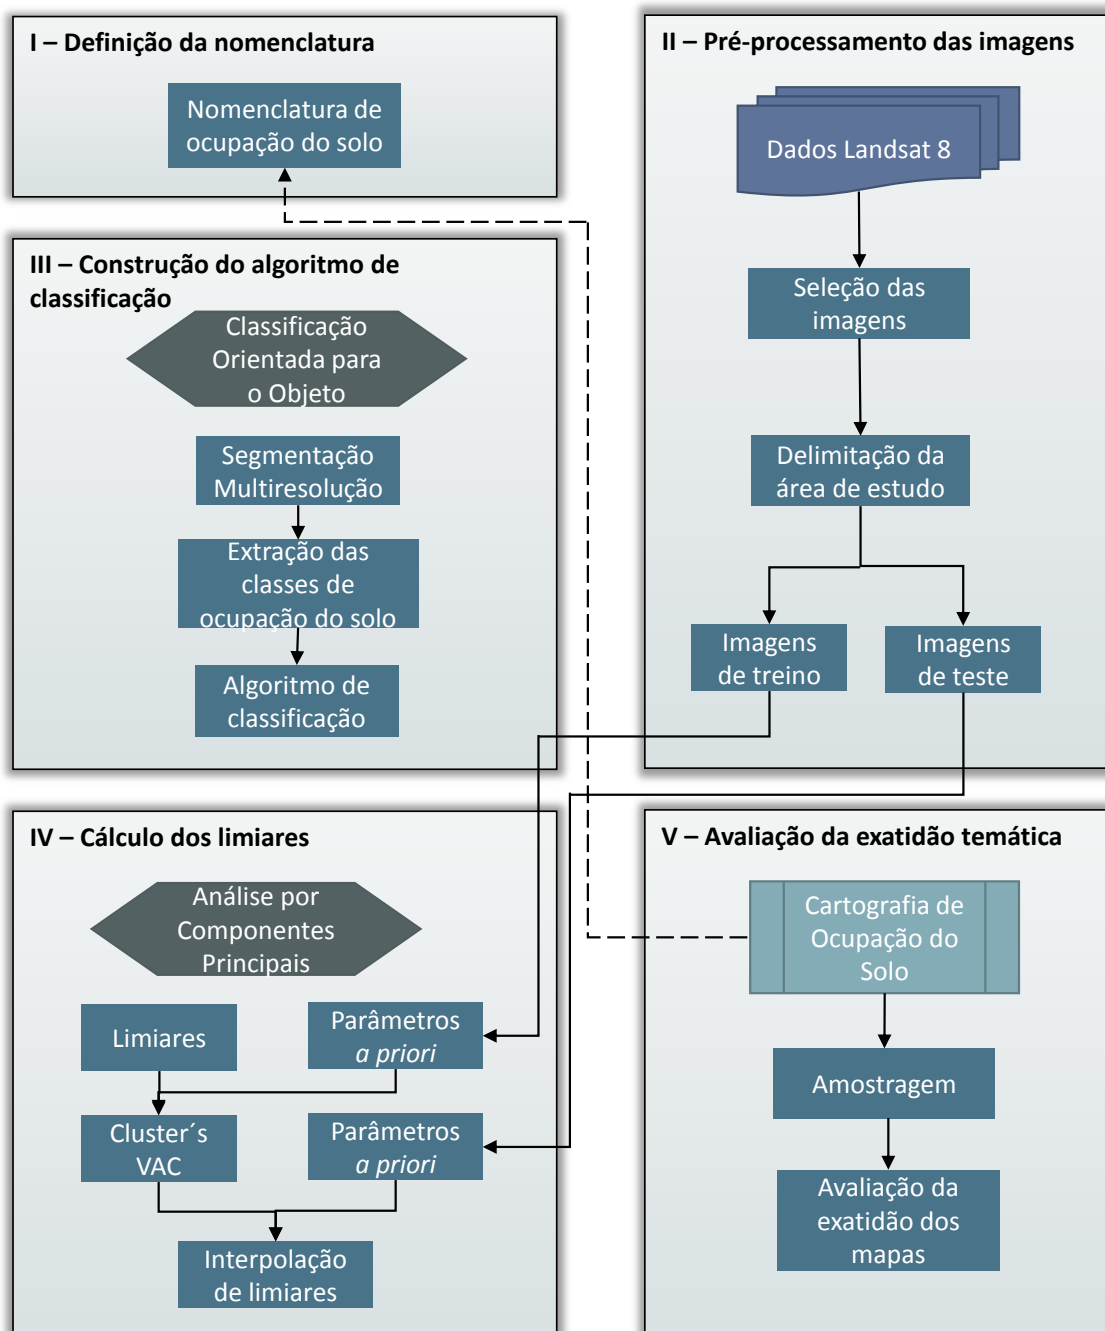 I – Definição da nomenclatura
Nomenclatura de
ocupação do solo
II – Pré-processamento das imagens
Dados Landsat 8
Seleção das
imagens
Delimitação da
área de estudo
Imagens
de treino
Imagens
de teste
III – Construção do algoritmo de
classificação
Classificação
Orientada para
o Objeto
Segmentação
Multiresolução
Extração das
classes de
ocupação do solo
Algoritmo de
classificação
IV – Cálculo dos limiares
Análise por
Componentes
Principais
Limiares
Parâmetros
a priori
Cluster´s
VAC
Parâmetros
a priori
Interpolação
de limiares
V – Avaliação da exatidão temática
Cartografia de
Ocupação do
Solo
Amostragem
Avaliação da
exatidão dos
mapas